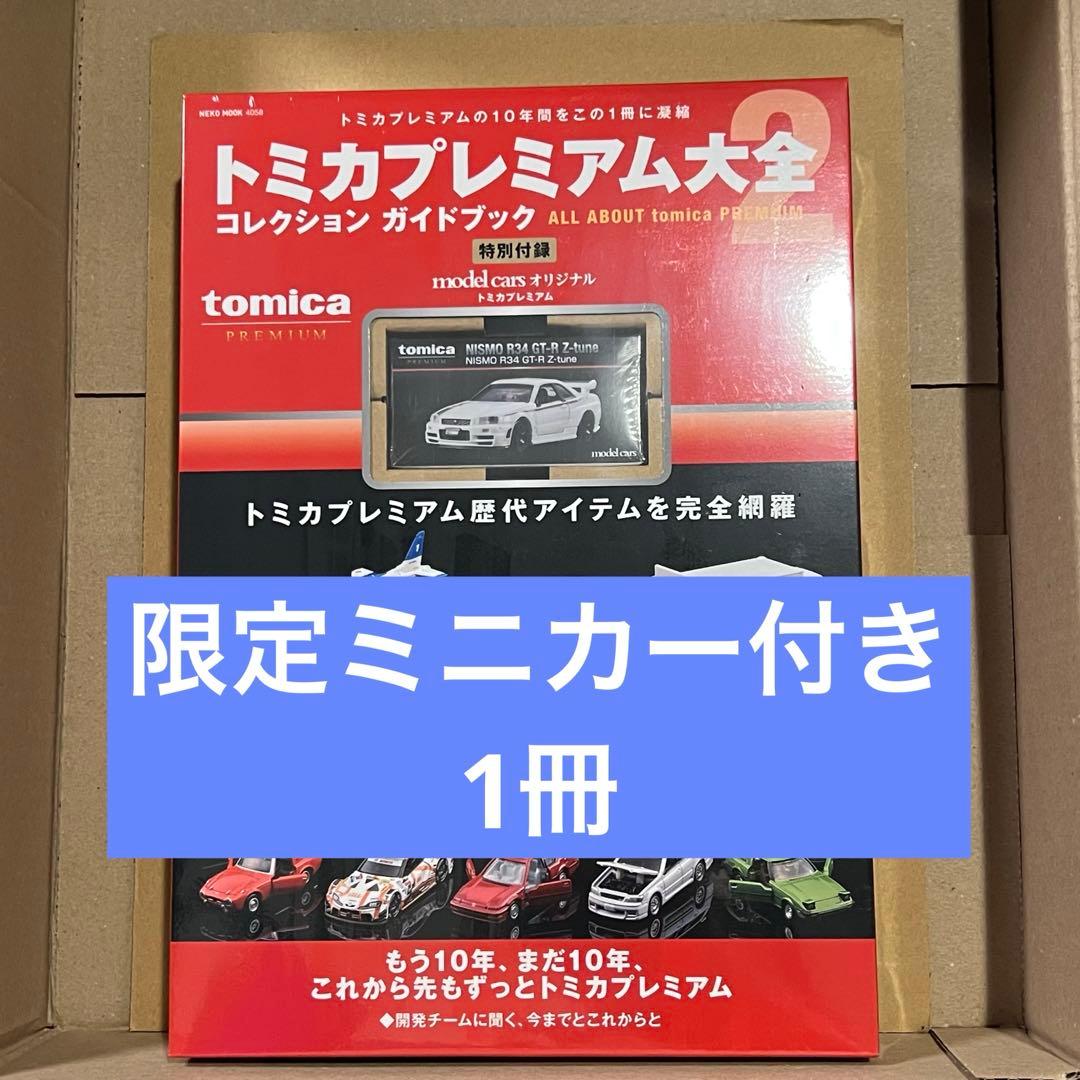 NEKO MOOK 4058
トミカプレミアムの10年間をこの1冊に凝縮
トミカプレミアム大全 2
コレクション ガイドブック ALL ABOUT tomica PREMIUM
特別付録
model cars オリジナル
トミカプレミアム
tomica
PREMIUM
tomica NISMO R34 GT-R Z-tune
PREMIUM NISMO R34 GT-R Z-tune
model cars
トミカプレミアム歴代アイテムを完全網羅
限定ミニカー付き
1冊
もう10年、まだ10年、
これから先もずっとトミカプレミアム
◆開発チームに聞く、今までとこれからと